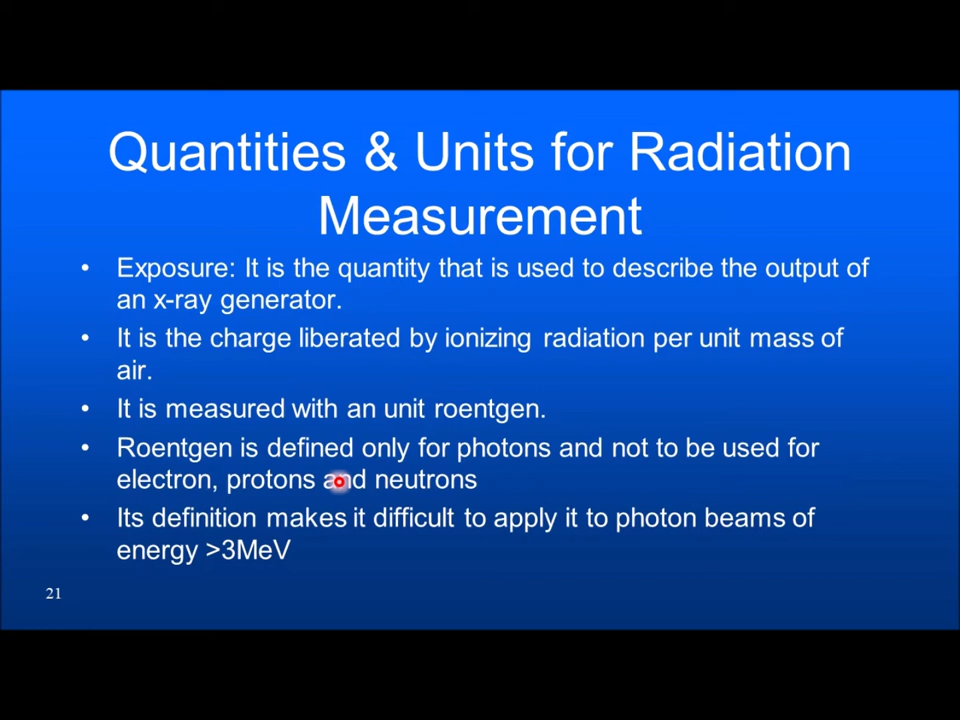 Quantities & Units for Radiation
Measurement
• Exposure: It is the quantity that is used to describe the output of
an x-ray generator.
• It is the charge liberated by ionizing radiation per unit mass of
air.
• It is measured with an unit roentgen.
• Roentgen is defined only for photons and not to be used for
electron, protons and neutrons
• Its definition makes it difficult to apply it to photon beams of
energy >3MeV
21